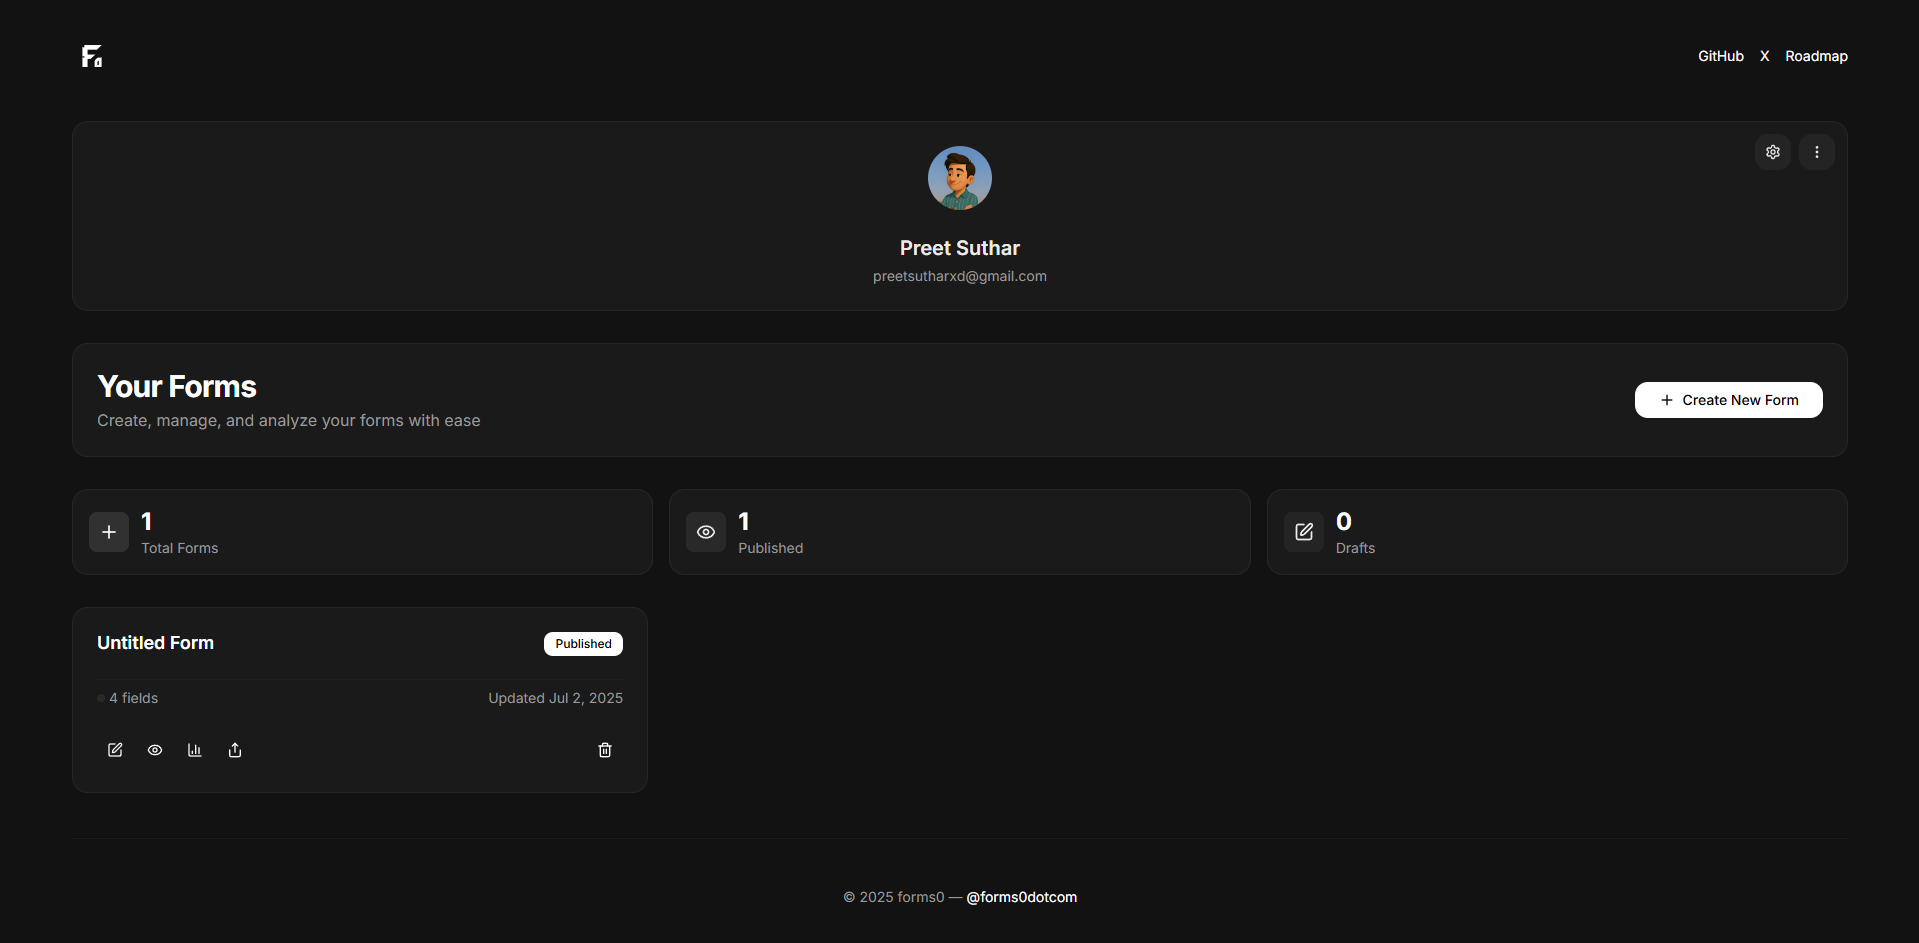 GitHub X Roadmap
Preet Suthar
preetsutharxd@gmail.com
Your Forms
Create, manage, and analyze your forms with ease
Create New Form
1
Total Forms
1
Published
0
Drafts
Untitled Form
Published
4 fields
Updated Jul 2, 2025
© 2025 forms0 — @forms0dotcom